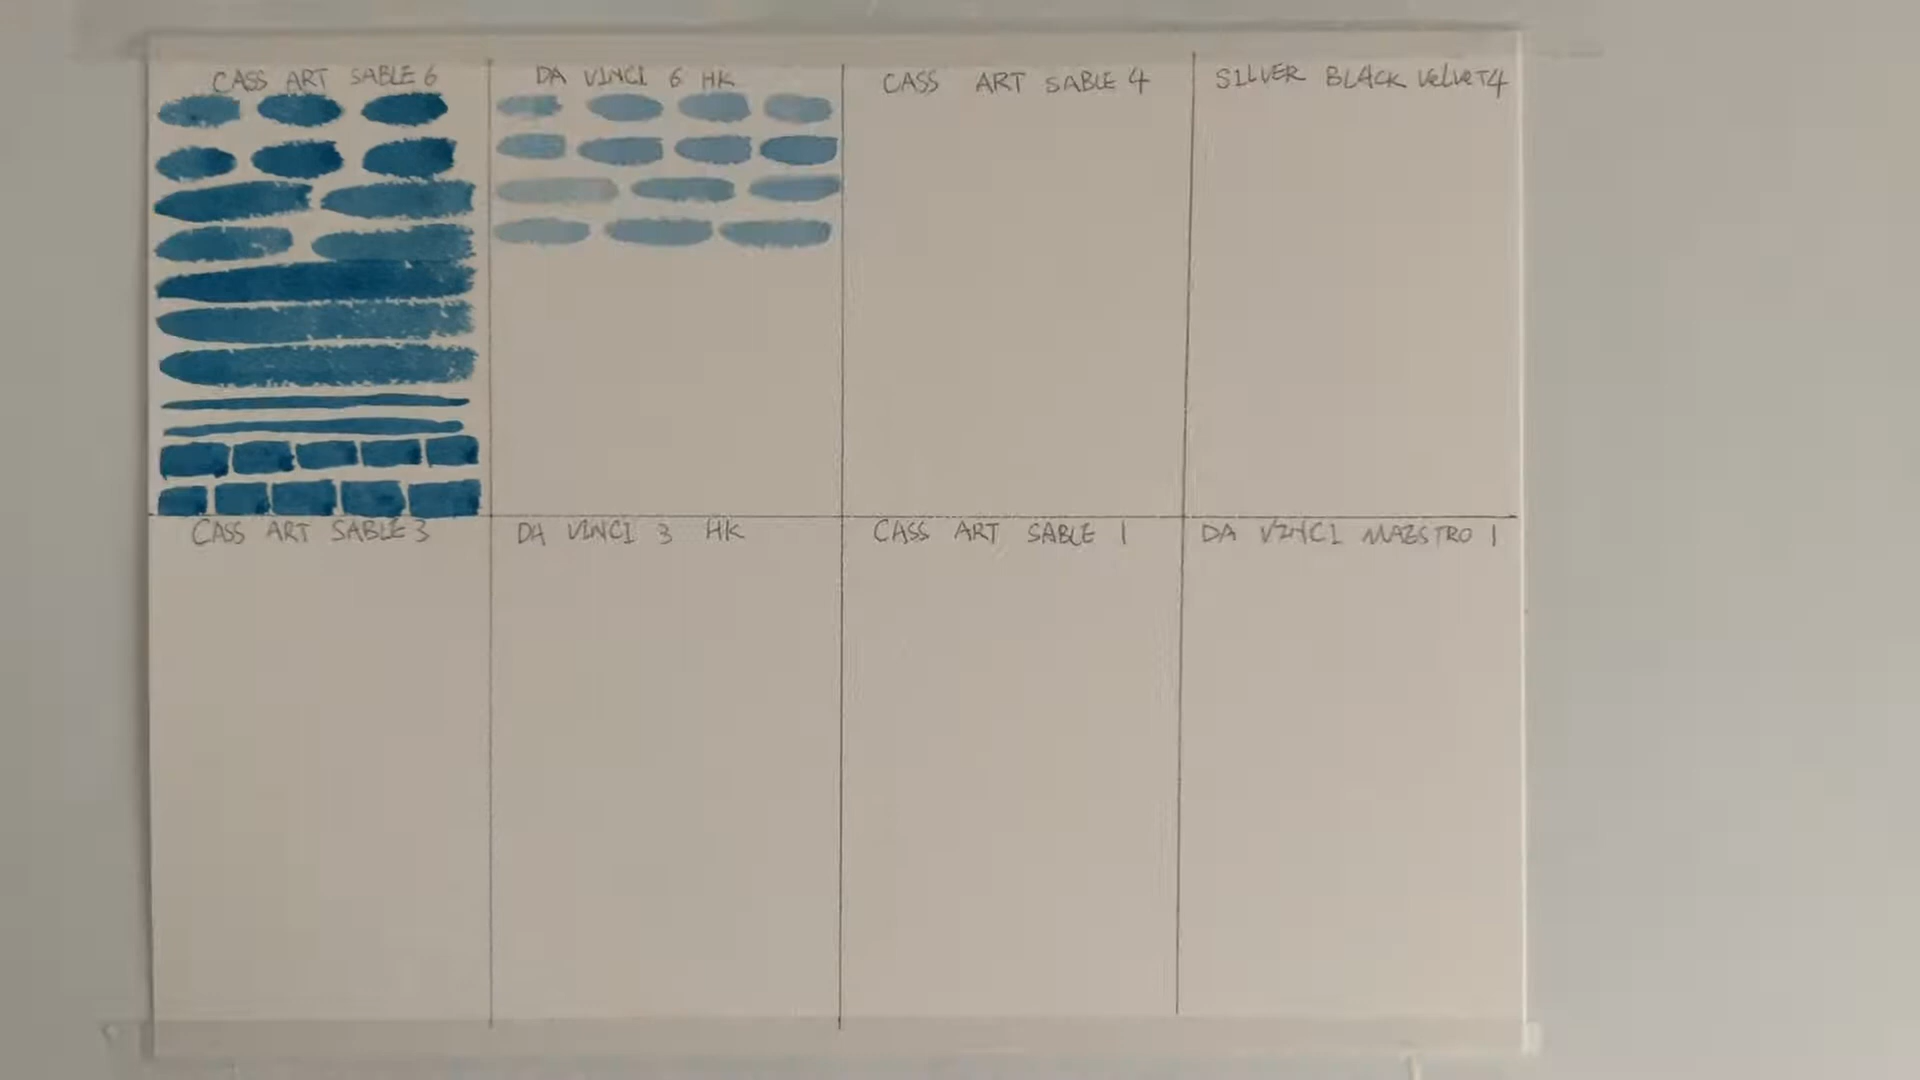 CASS ART SABLE 6
DA VINCI 6 HK
CASS ART SABLE 4
SILVER BLACK VELVET 4
CASS ART SABLE 3
DA VINCI 3 HK
CASS ART SABLE 1
DA VINCI MAESTRO 1